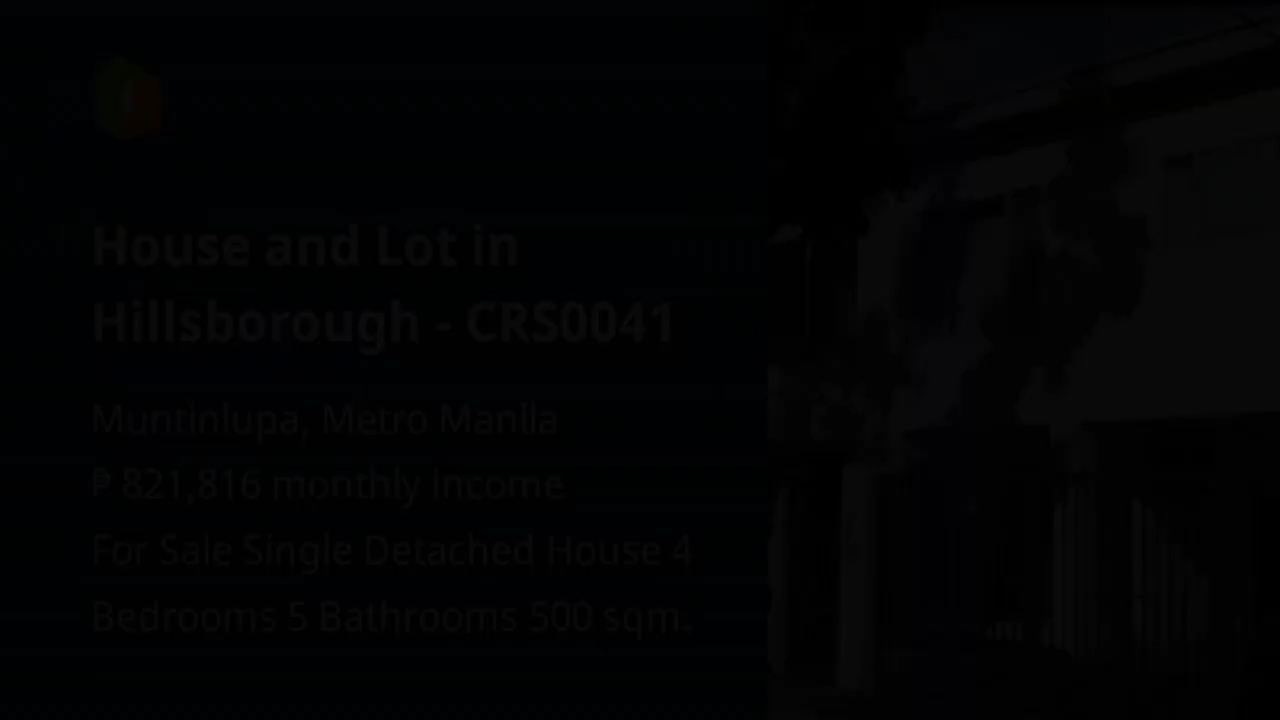 House and Lot in
Hillsborough - CRS0041
Muntinlupa, Metro Manila
₱ 821,816 monthly income
For Sale Single Detached House 4
Bedrooms 5 Bathrooms 500 sqm.